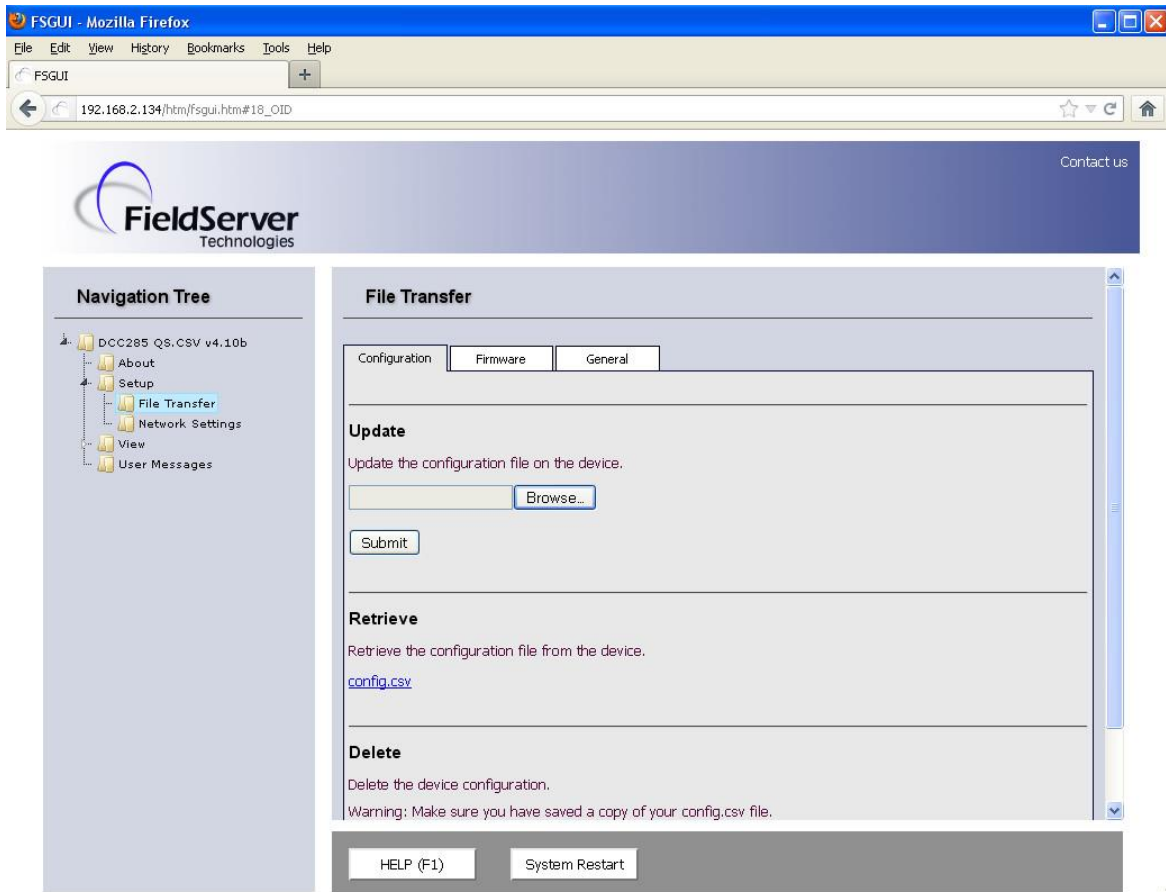 FSGUI - Mozilla Firefox
File Edit View History Bookmarks Tools Help
FSGUI +
192.168.2.134/htm/fsgui.htm#18_OID
Contact us
FieldServer
Technologies
Navigation Tree
DCC285 QS.CSV v4.10b
About
Setup
File Transfer
Network Settings
View
User Messages
File Transfer
Configuration Firmware General
Update
Update the configuration file on the device.
Browse...
Submit
Retrieve
Retrieve the configuration file from the device.
config.csv
Delete
Delete the device configuration.
Warning: Make sure you have saved a copy of your config.csv file.
HELP (F1) System Restart